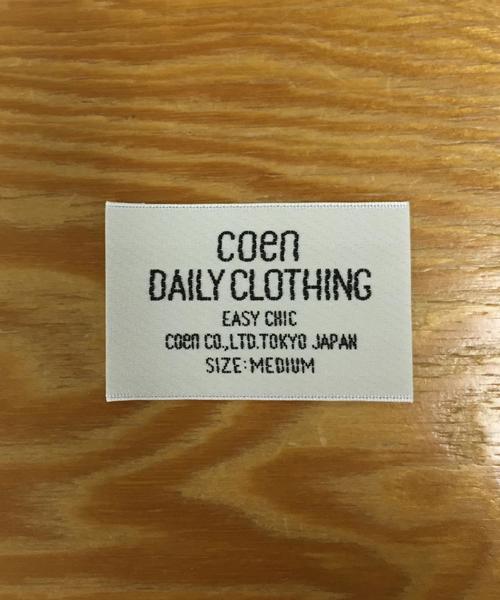 coen
DAILY CLOTHING
EASY CHIC
coen CO.,LTD.TOKYO JAPAN
SIZE:MEDIUM